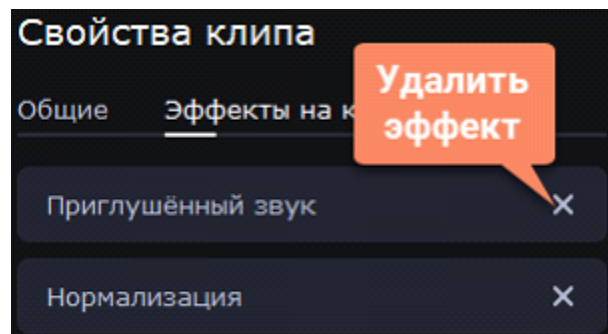 Свойства клипа
Удалить
эффект
Общие Эффекты на к
Приглушённый звук
Нормализация